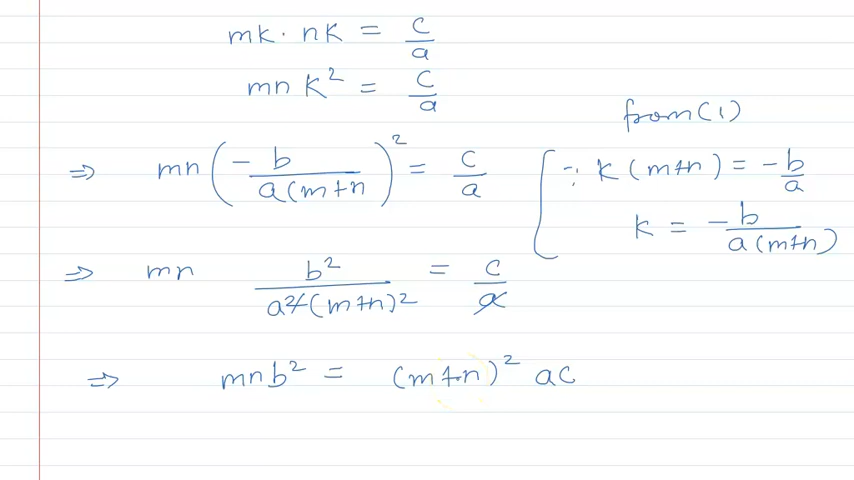 mk · nk = c/a
mn k² = c/a
from (1)
⇒ mn (- b/a(m+n)² = c/a
∵ k (m+n) = -b/a
k = -b/a(m+n)
⇒ mn b²/a²(m+n)² = c/a
⇒ mnb² = (m+n)² ac